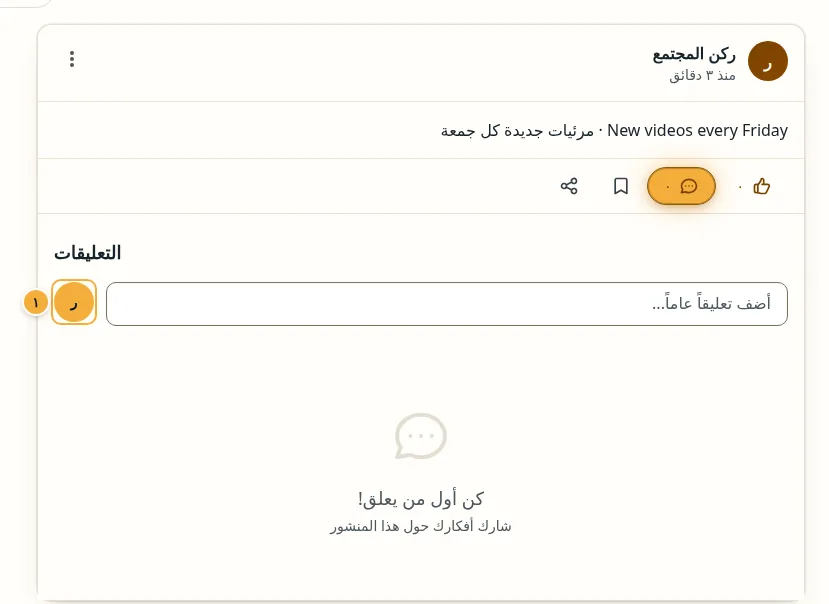 ر
ركن المجتمع
منذ ٣ دقائق
New videos every Friday · مرئيات جديدة كل جمعة
٠
٠
التعليقات
أضف تعليقاً عاماً...
ر
١
كن أول من يعلق!
شارك أفكارك حول هذا المنشور